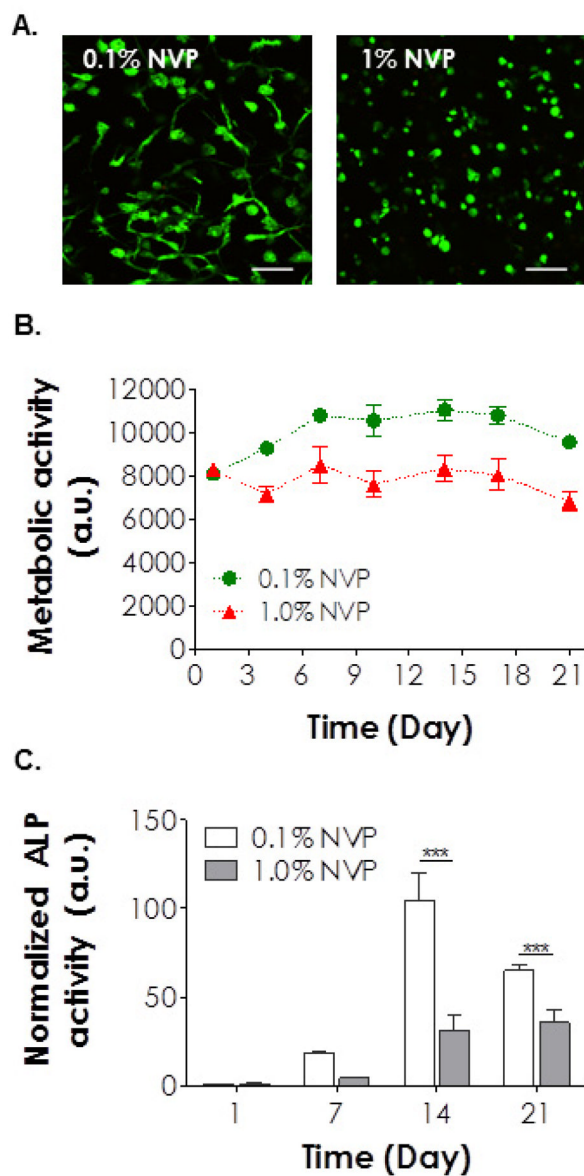 A.
0.1% NVP
1% NVP
B.
Metabolic activity
(a.u.)
12000
10000
8000
6000
4000
2000
0
0.1% NVP
1.0% NVP
0 3 6 9 12 15 18 21
Time (Day)
C.
Normalized ALP
activity (a.u.)
150
100
50
0
0.1% NVP
1.0% NVP
***
***
1 7 14 21
Time (Day)